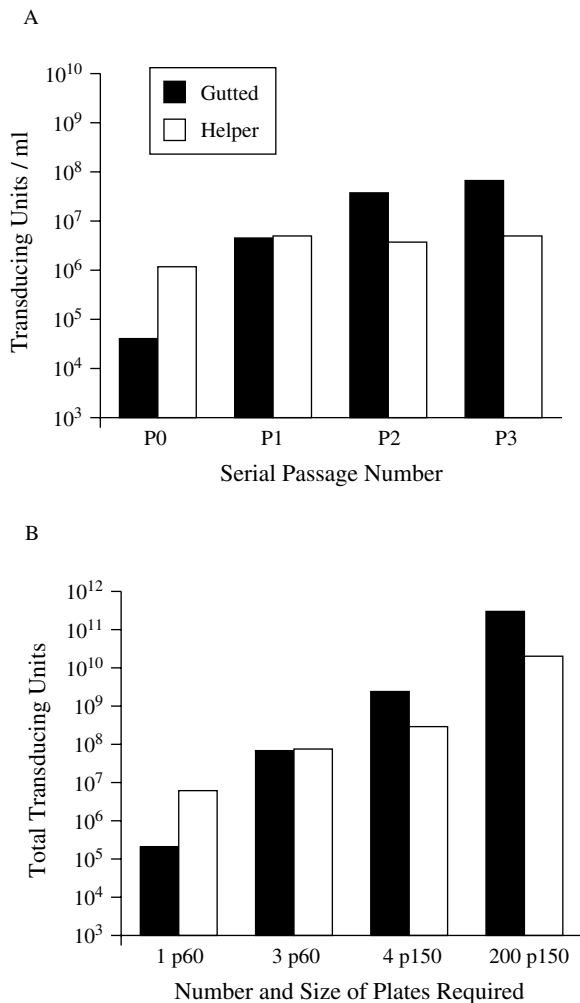 A
Transducing Units / ml
10^10
10^9
10^8
10^7
10^6
10^5
10^4
10^3
Gutted
Helper
P0 P1 P2 P3
Serial Passage Number
B
Total Transducing Units
10^12
10^11
10^10
10^9
10^8
10^7
10^6
10^5
10^4
10^3
1 p60 3 p60 4 p150 200 p150
Number and Size of Plates Required